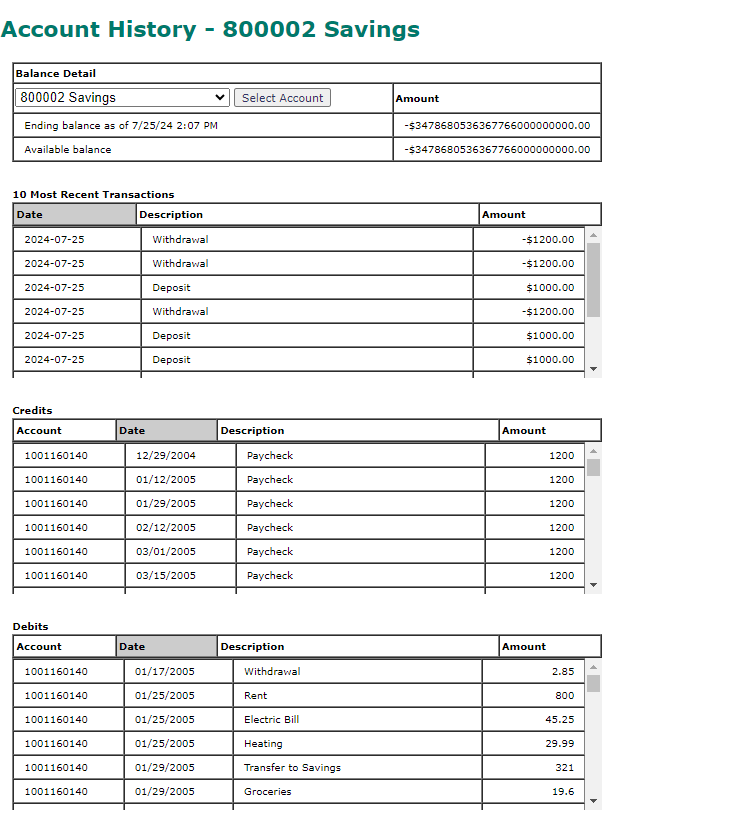 Account History - 800002 Savings
Balance Detail
800002 Savings Select Account Amount
Ending balance as of 7/25/24 2:07 PM -$3478680536367766000000000.00
Available balance -$3478680536367766000000000.00
10 Most Recent Transactions
Date Description Amount
2024-07-25 Withdrawal -$1200.00
2024-07-25 Withdrawal -$1200.00
2024-07-25 Deposit $1000.00
2024-07-25 Withdrawal -$1200.00
2024-07-25 Deposit $1000.00
2024-07-25 Deposit $1000.00
Credits
Account Date Description Amount
1001160140 12/29/2004 Paycheck 1200
1001160140 01/12/2005 Paycheck 1200
1001160140 01/29/2005 Paycheck 1200
1001160140 02/12/2005 Paycheck 1200
1001160140 03/01/2005 Paycheck 1200
1001160140 03/15/2005 Paycheck 1200
Debits
Account Date Description Amount
1001160140 01/17/2005 Withdrawal 2.85
1001160140 01/25/2005 Rent 800
1001160140 01/25/2005 Electric Bill 45.25
1001160140 01/25/2005 Heating 29.99
1001160140 01/29/2005 Transfer to Savings 321
1001160140 01/29/2005 Groceries 19.6